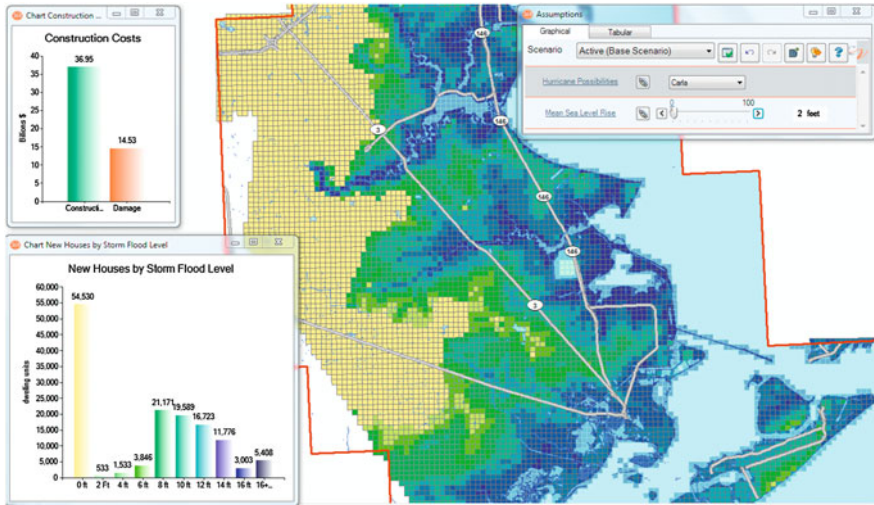 Chart Construction ...
Construction Costs
Billions $
40
35
30
25
20
15
10
5
0
36.95
14.53
Constructi..
Damage
Chart New Houses by Storm Flood Level
New Houses by Storm Flood Level
dwelling units
60,000
55,000
50,000
45,000
40,000
35,000
30,000
25,000
20,000
15,000
10,000
5,000
0
54,530
533
1,533
3,846
21,171
19,589
16,723
11,776
3,003
5,408
0 ft
2 Ft
4 ft
6 ft
8 ft
10 ft
12 ft
14 ft
16 ft
16+...
146
3
146
146
146
3
Assumptions
Graphical
Tabular
Scenario
Active (Base Scenario)
Hurricane Possibilities
Carla
Mean Sea Level Rise
0
100
2 feet